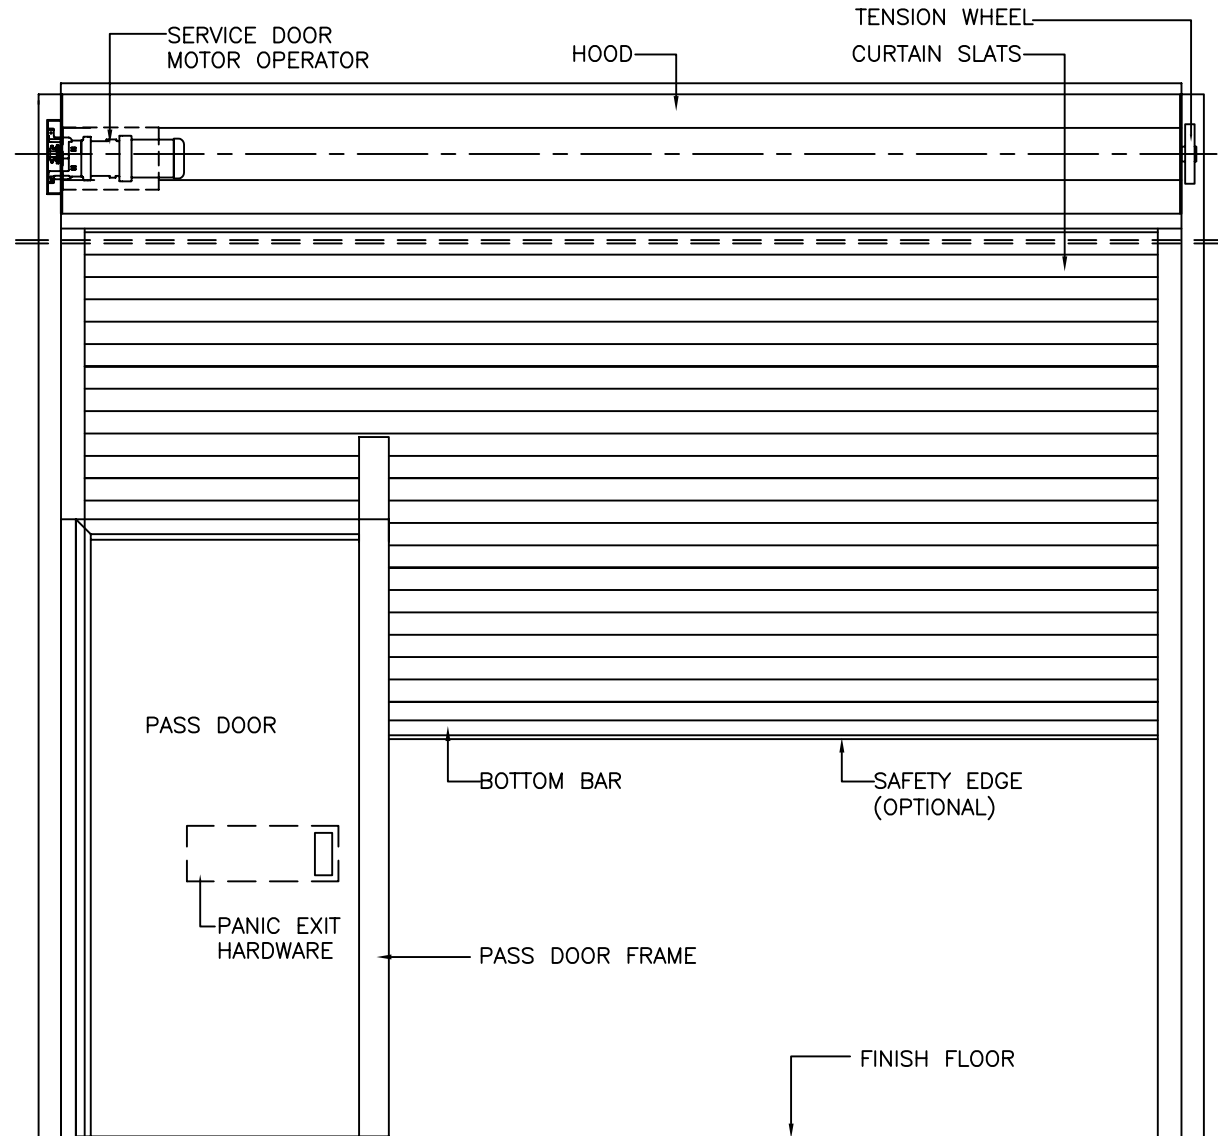 TENSION WHEEL
SERVICE DOOR
MOTOR OPERATOR
HOOD
CURTAIN SLATS
PASS DOOR
BOTTOM BAR
SAFETY EDGE
(OPTIONAL)
PANIC EXIT
HARDWARE
PASS DOOR FRAME
FINISH FLOOR